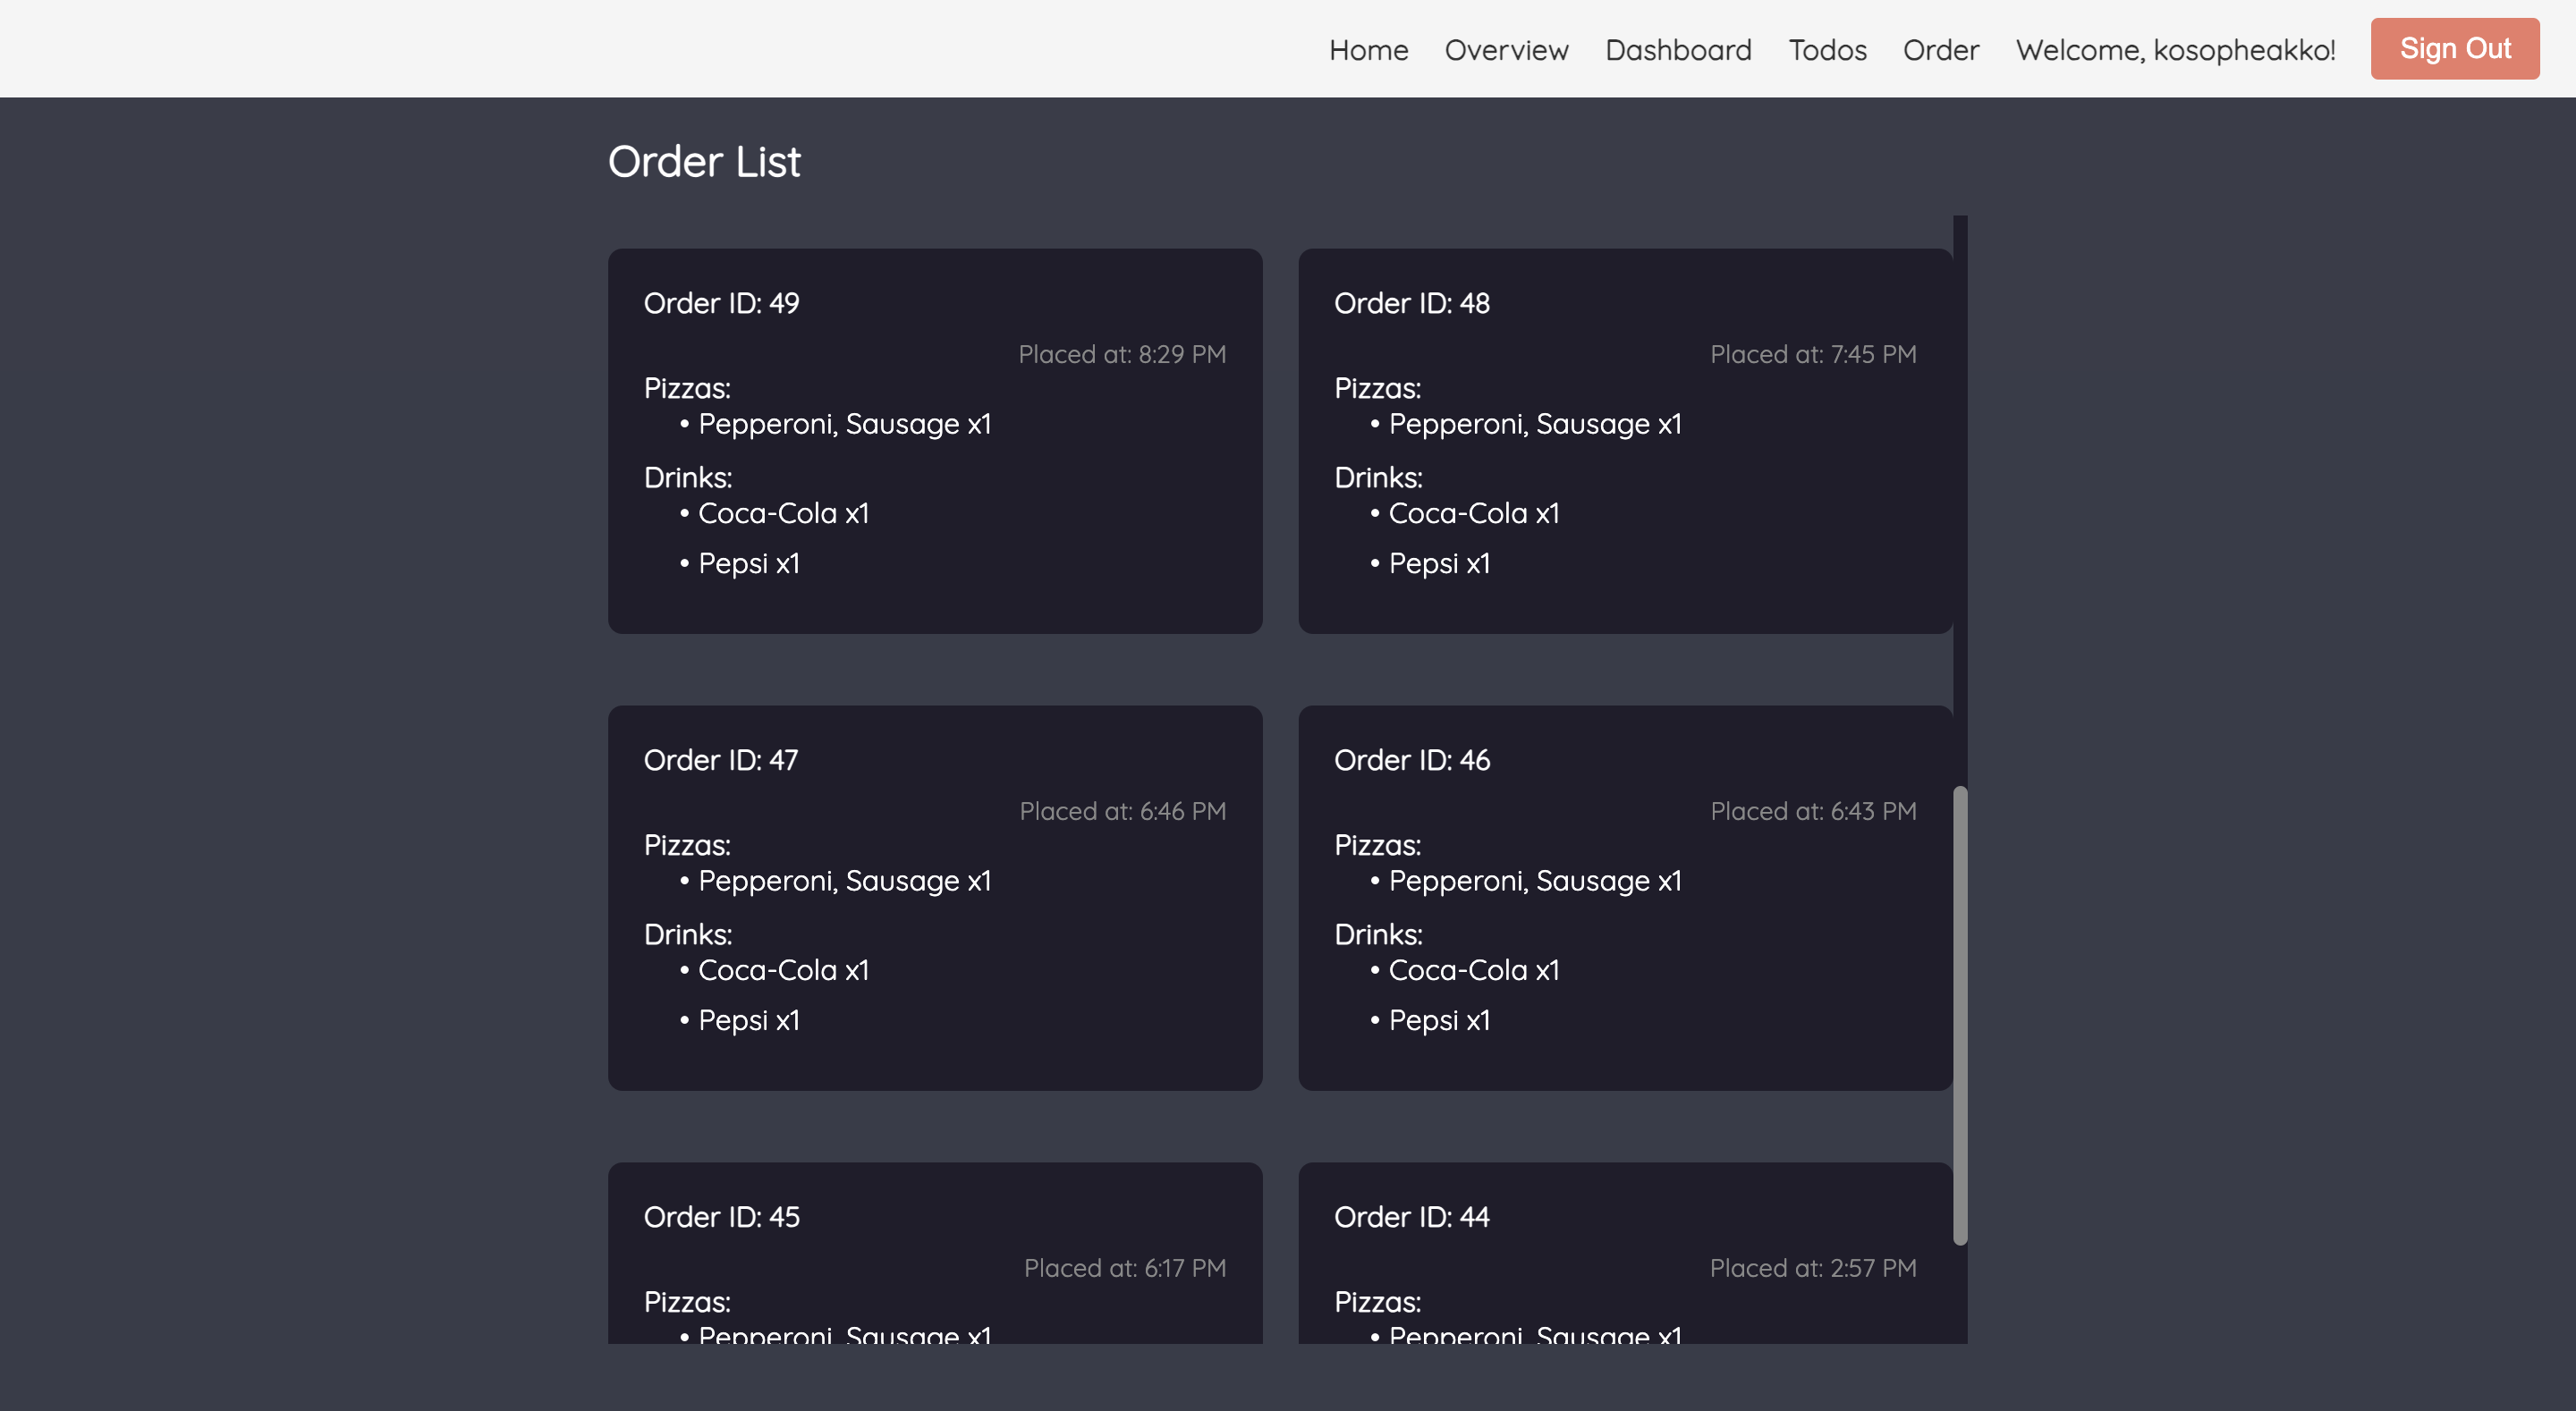 Home Overview Dashboard Todos Order Welcome, kosopheakko! Sign Out
Order List
Order ID: 49
Placed at: 8:29 PM
Pizzas:
• Pepperoni, Sausage x1
Drinks:
• Coca-Cola x1
• Pepsi x1
Order ID: 48
Placed at: 7:45 PM
Pizzas:
• Pepperoni, Sausage x1
Drinks:
• Coca-Cola x1
• Pepsi x1
Order ID: 47
Placed at: 6:46 PM
Pizzas:
• Pepperoni, Sausage x1
Drinks:
• Coca-Cola x1
• Pepsi x1
Order ID: 46
Placed at: 6:43 PM
Pizzas:
• Pepperoni, Sausage x1
Drinks:
• Coca-Cola x1
• Pepsi x1
Order ID: 45
Placed at: 6:17 PM
Pizzas:
• Pepperoni, Sausage x1
Order ID: 44
Placed at: 2:57 PM
Pizzas:
• Pepperoni, Sausage x1